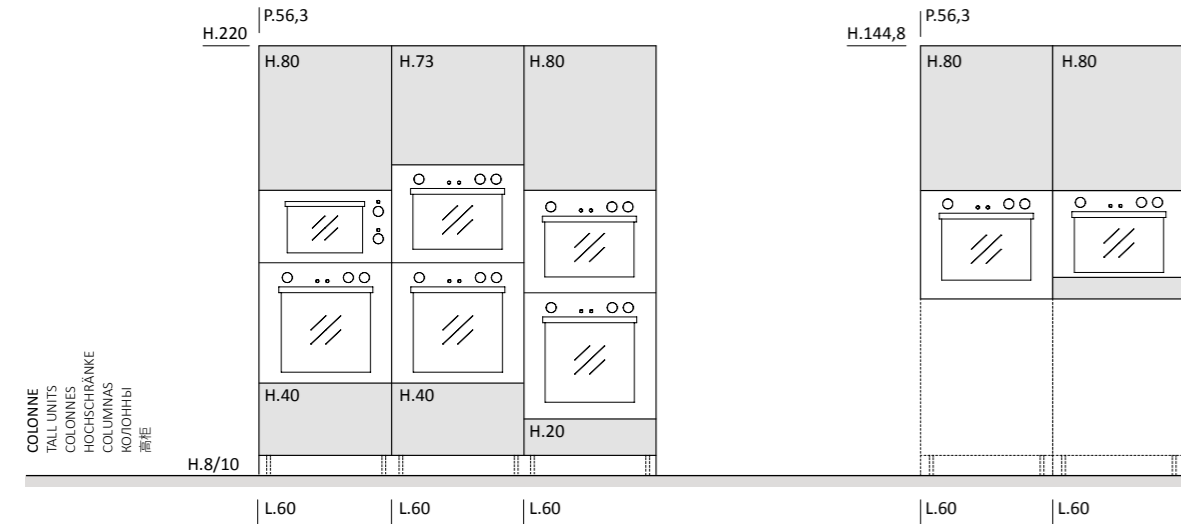 P.56,3
H.220
H.80
H.73
H.80
H.40
H.40
H.20
H.8/10
L.60
L.60
L.60
P.56,3
H.144,8
H.80
H.80
L.60
L.60
COLONNE
TALL UNITS
COLONNES
HOCHSCHRÄNKE
COLUMNAS
КОЛОННЫ
高柜